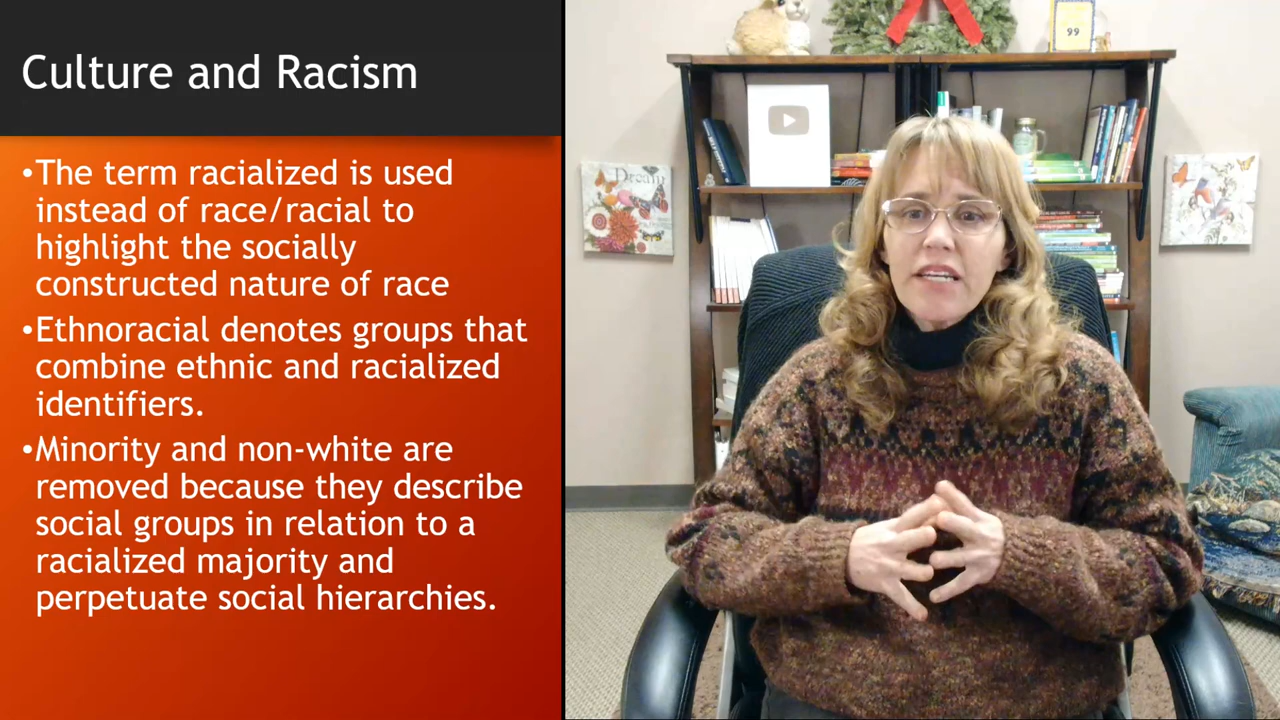 Culture and Racism
•The term racialized is used
instead of race/racial to
highlight the socially
constructed nature of race
•Ethnoracial denotes groups that
combine ethnic and racialized
identifiers.
•Minority and non-white are
removed because they describe
social groups in relation to a
racialized majority and
perpetuate social hierarchies.
Dream
99